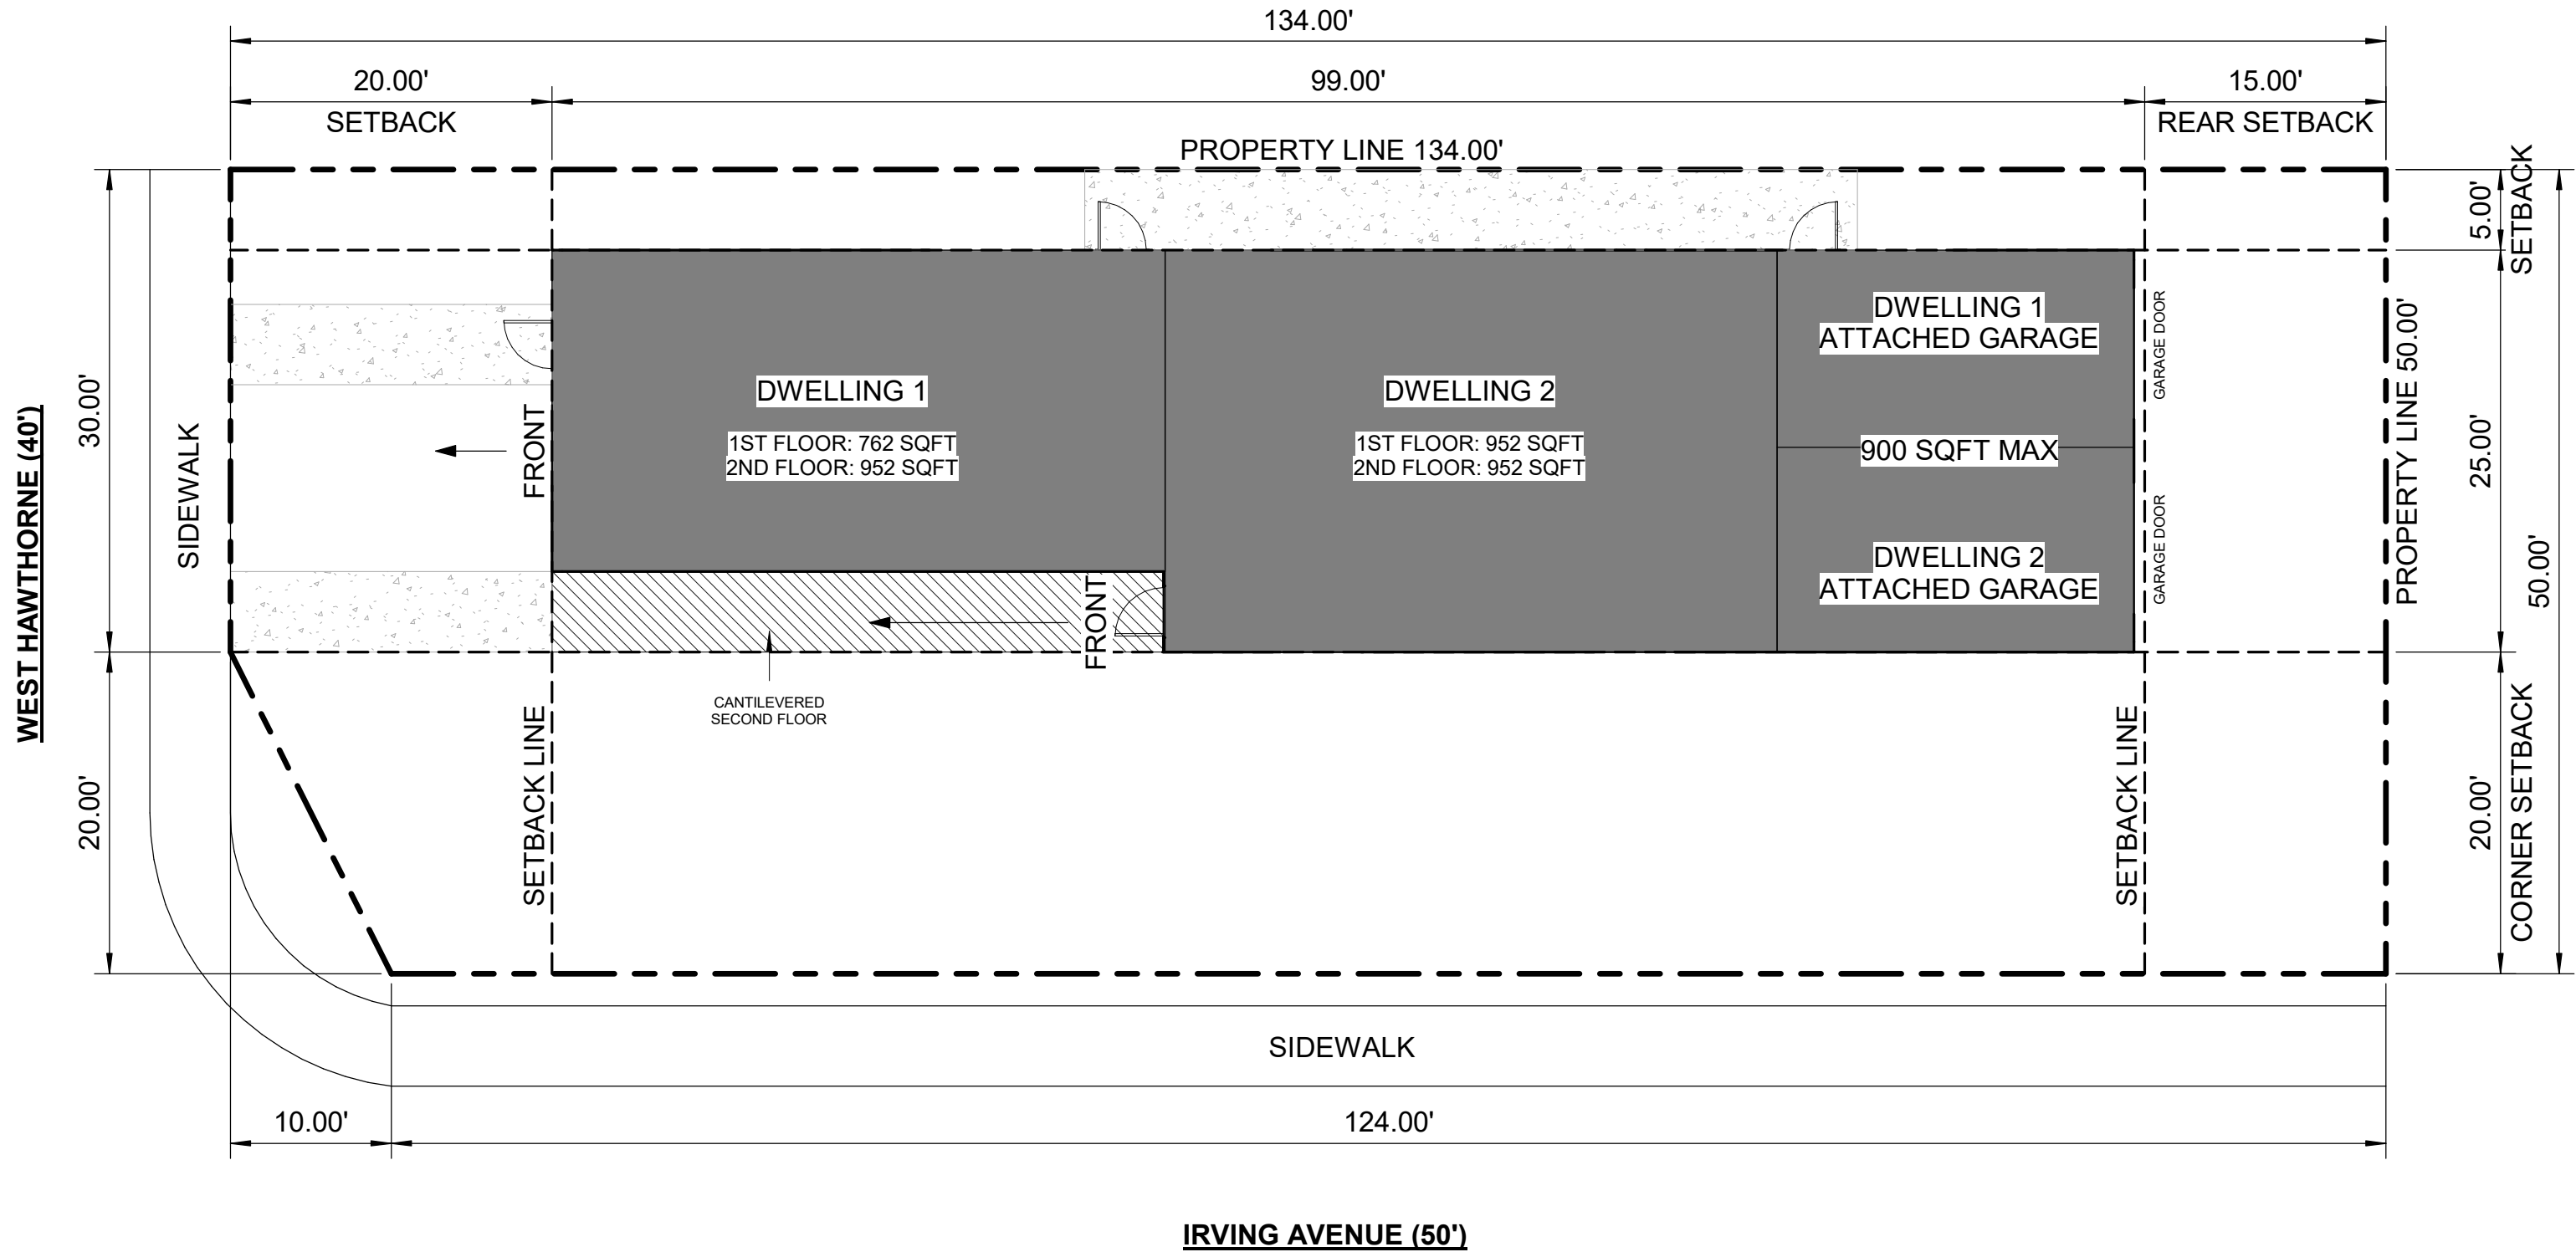 134.00'
20.00'
99.00'
15.00'
SETBACK
REAR SETBACK
PROPERTY LINE 134.00'
5.00'
SETBACK
DWELLING 1
ATTACHED GARAGE
GARAGE DOOR
PROPERTY LINE 50.00'
WEST HAWTHORNE (40')
30.00'
SIDEWALK
FRONT
DWELLING 1
1ST FLOOR: 762 SQFT
2ND FLOOR: 952 SQFT
DWELLING 2
1ST FLOOR: 952 SQFT
2ND FLOOR: 952 SQFT
900 SQFT MAX
25.00'
50.00'
DWELLING 2
ATTACHED GARAGE
GARAGE DOOR
FRONT
CANTILEVERED
SECOND FLOOR
20.00'
SETBACK LINE
SETBACK LINE
20.00'
CORNER SETBACK
SIDEWALK
10.00'
124.00'
IRVING AVENUE (50')